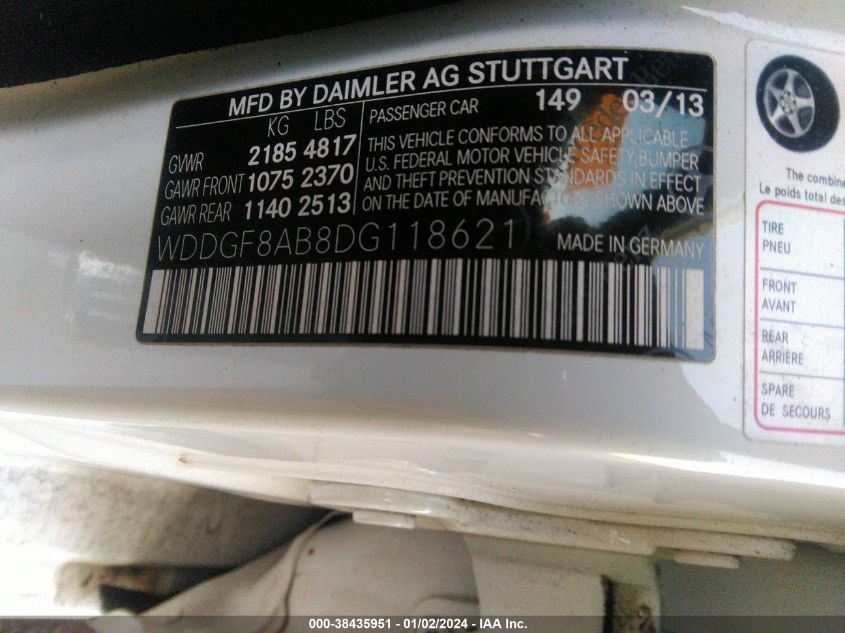 MFD BY DAIMLER AG STUTTGART
KG LBS
GVWR 2185 4817
GAWR FRONT 1075 2370
GAWR REAR 1140 2513
PASSENGER CAR 149 03/13
THIS VEHICLE CONFORMS TO ALL APPLICABLE
U.S. FEDERAL MOTOR VEHICLE SAFETY, BUMPER
AND THEFT PREVENTION STANDARDS IN EFFECT
ON THE DATE OF MANUFACTURE SHOWN ABOVE
WDDGF8AB8DG118621 MADE IN GERMANY
The combine
Le poids total des
TIRE
PNEU
FRONT
AVANT
REAR
ARRIÈRE
SPARE
DE SECOURS
000-38435951 - 01/02/2024 - IAA Inc.